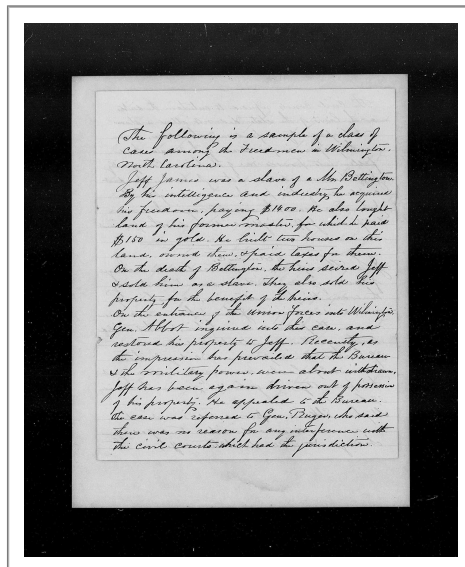 The following is a sample of a class of
cases among the Freedmen in Wilmington,
North Carolina.
Jeff James was a slave of a Mr. Bettington.
By his intelligence and industry, he acquired
his freedom, paying $1800. He also bought
land of his former master, for which he paid
$150 in gold. He built two houses on this
land, owned them, & paid taxes for them.
On the death of Bettington, the heirs seized Jeff
& sold him as a slave. They also sold his
property for the benefit of the heirs.
On the entrance of the Union forces into Wilmington,
Gen. Abbot inquired into this case, and
restored his property to Jeff. Recently, as
the impression has prevailed that the Bureau
& the military power, were about withdrawn,
Jeff has been again driven out of possession
of his property. He appealed to the Bureau.
The case was referred to Gen. Ruger, who said
there was no reason for any interference with
the civil courts which had the jurisdiction.